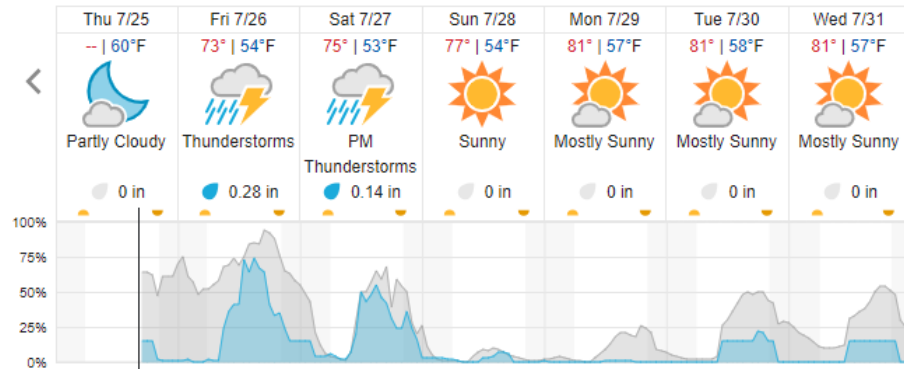 Thu 7/25 Fri 7/26 Sat 7/27 Sun 7/28 Mon 7/29 Tue 7/30 Wed 7/31
-- | 60°F 73° | 54°F 75° | 53°F 77° | 54°F 81° | 57°F 81° | 58°F 81° | 57°F
Partly Cloudy Thunderstorms PM Sunny Mostly Sunny Mostly Sunny Mostly Sunny
Thunderstorms
0 in 0.28 in 0.14 in 0 in 0 in 0 in 0 in
100%
75%
50%
25%
0%